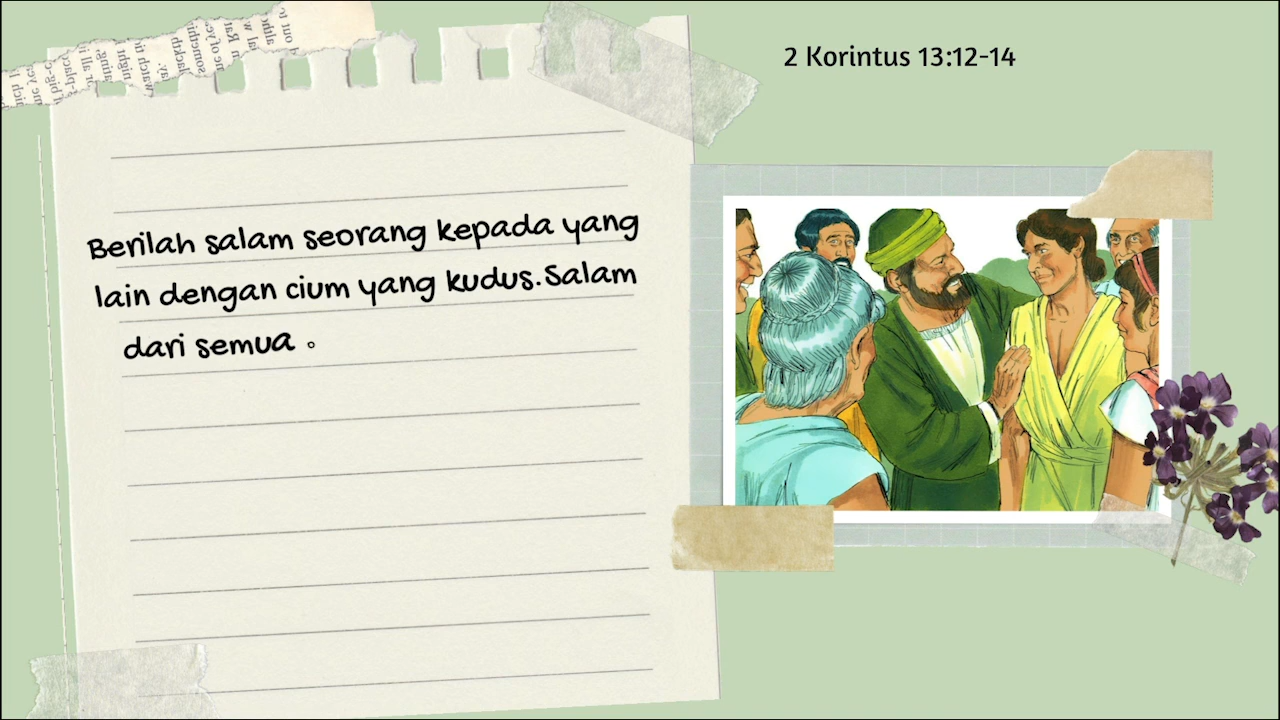 2 Korintus 13:12-14
Berilah salam seorang kepada yang
lain dengan cium yang kudus.Salam
dari semua